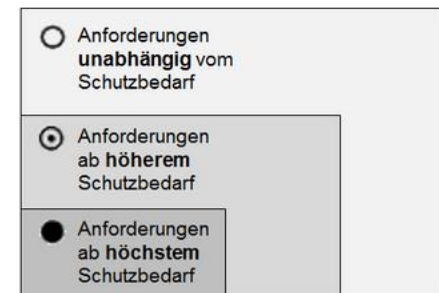 Anforderungen
unabhängig vom
Schutzbedarf
Anforderungen
ab höherem
Schutzbedarf
Anforderungen
ab höchstem
Schutzbedarf